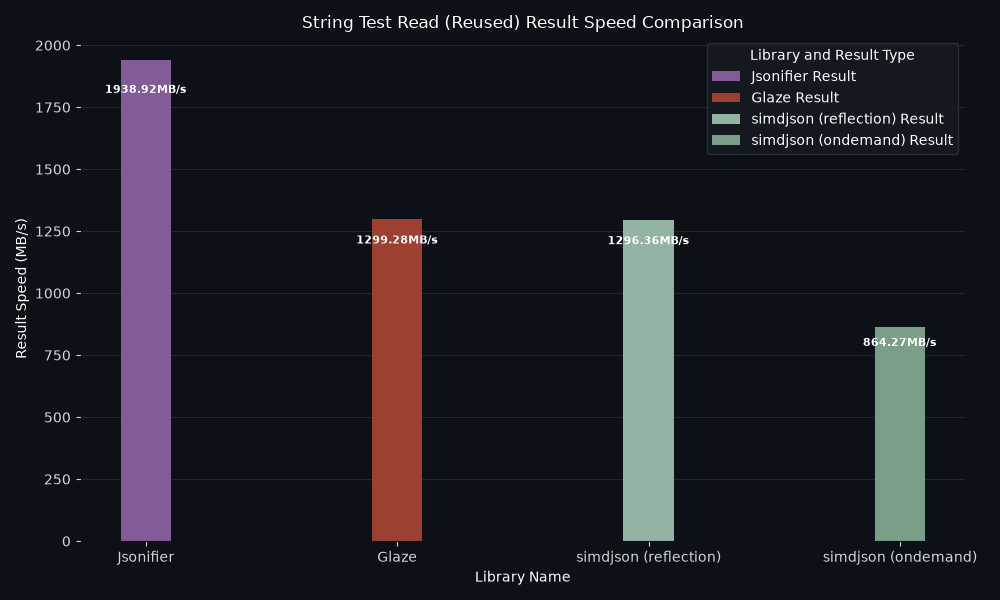 String Test Read (Reused) Result Speed Comparison
Library and Result Type
Jsonifier Result
Glaze Result
simdjson (reflection) Result
simdjson (ondemand) Result
Result Speed (MB/s)
2000
1750
1500
1250
1000
750
500
250
0
1938.92MB/s
1299.28MB/s
1296.36MB/s
864.27MB/s
Jsonifier
Glaze
simdjson (reflection)
simdjson (ondemand)
Library Name